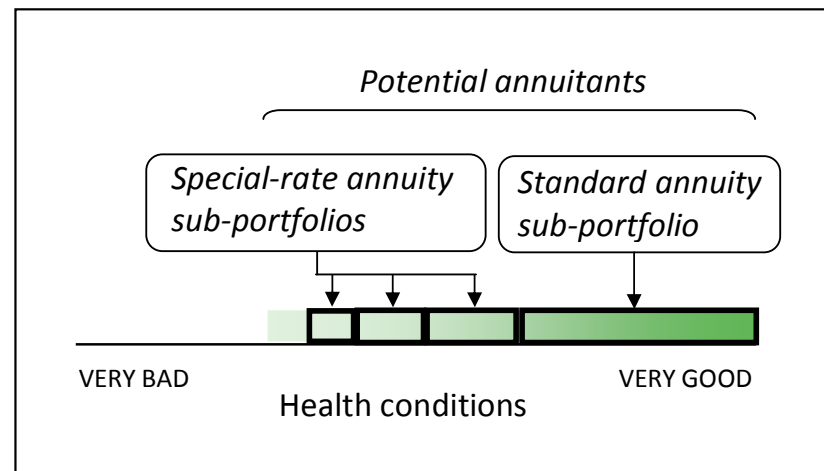 Potential annuitants
Special-rate annuity
sub-portfolios
Standard annuity
sub-portfolio
VERY BAD
VERY GOOD
Health conditions